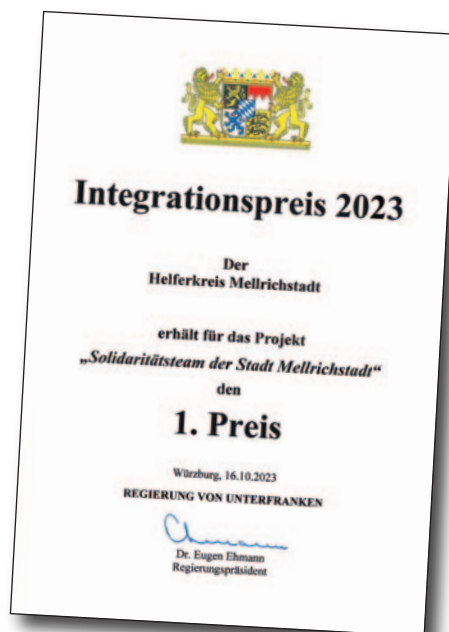 Integrationspreis 2023
Der
Helferkreis Mellrichstadt
erhält für das Projekt
„Solidaritätsteam der Stadt Mellrichstadt“
den
1. Preis
Würzburg, 16.10.2023
REGIERUNG VON UNTERFRANKEN
Dr. Eugen Ehmann
Regierungspräsident